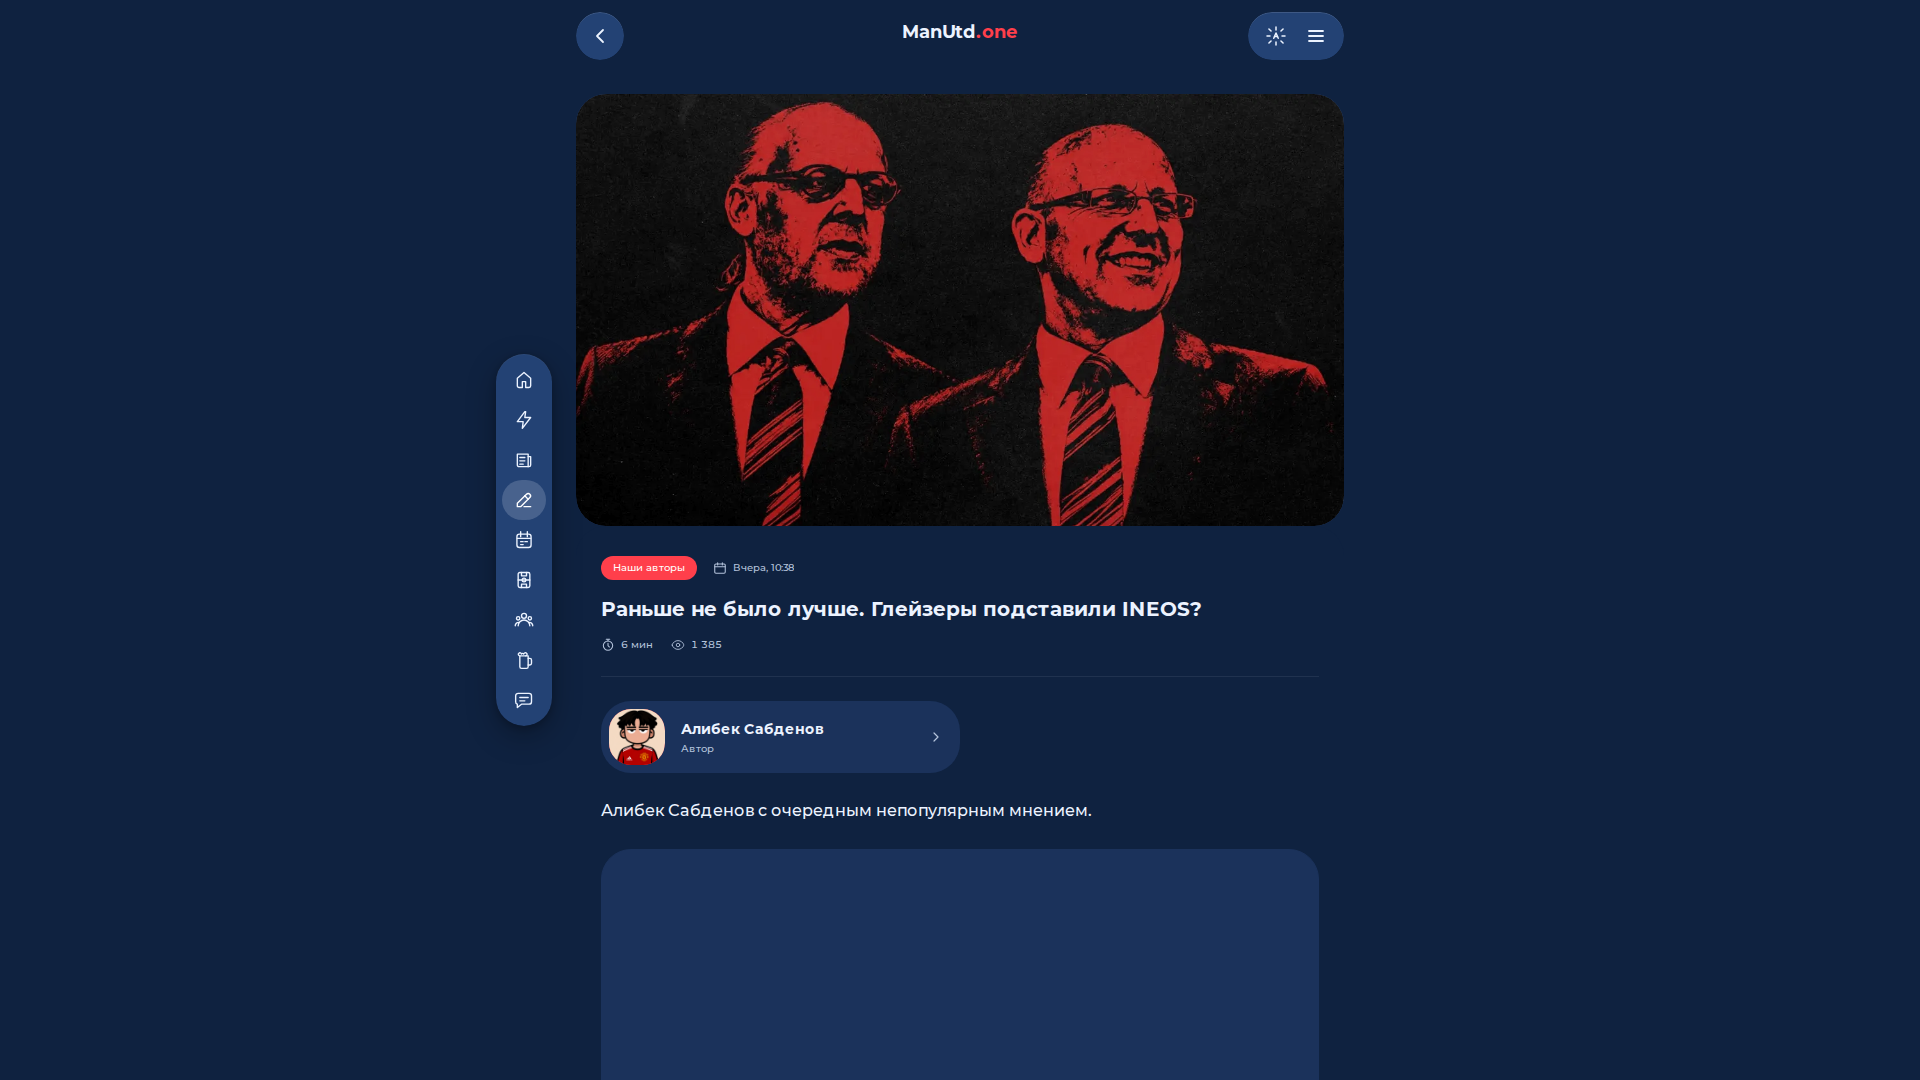 ManUtd.one
Наши авторы
Вчера, 10:38
Раньше не было лучше. Глейзеры подставили INEOS?
6 мин
1 385
Алибек Сабденов
Автор
Алибек Сабденов с очередным непопулярным мнением.